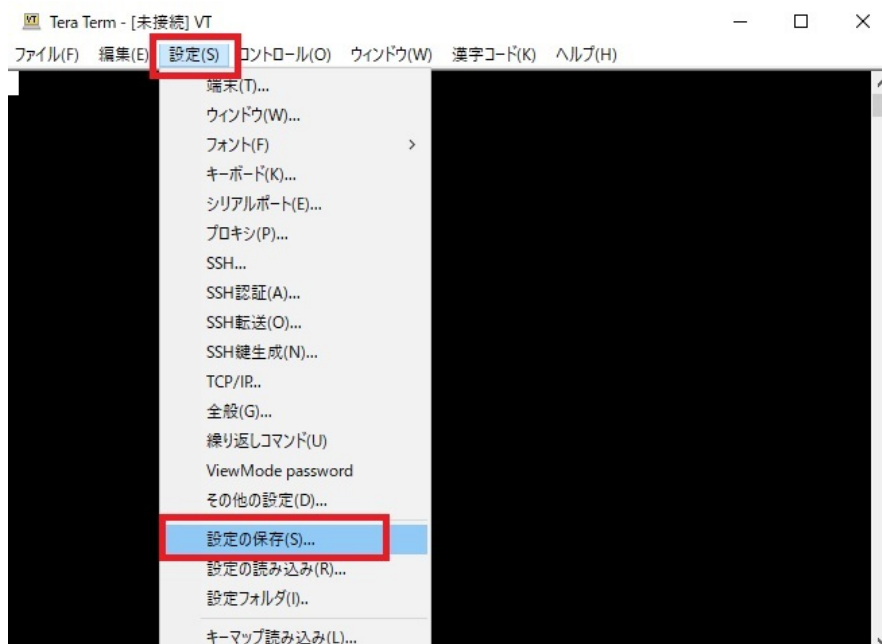 Tera Term - [未接続] VT
ファイル(F) 編集(E) 設定(S) コントロール(O) ウィンドウ(W) 漢字コード(K) ヘルプ(H)
端末(T)...
ウィンドウ(W)...
フォント(F)
キーボード(K)...
シリアルポート(E)...
プロキシ(P)...
SSH...
SSH認証(A)...
SSH転送(O)...
SSH鍵生成(N)...
TCP/IP...
全般(G)...
繰り返しコマンド(U)
ViewMode password
その他の設定(D)...
設定の保存(S)...
設定の読み込み(R)...
設定フォルダ(I)..
キーマップ読み込み(L)...